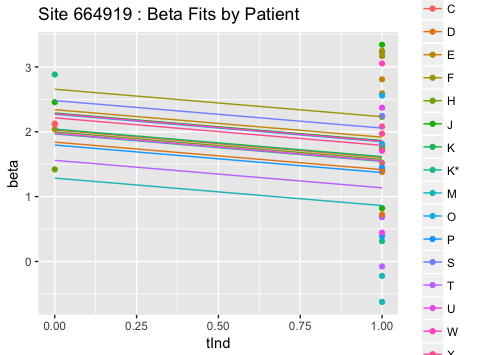 Site 664919 : Beta Fits by Patient
beta
3
2
1
0
0.00 0.25 0.50 0.75 1.00
tInd
C
D
E
F
H
J
K
K*
M
O
P
S
T
U
W